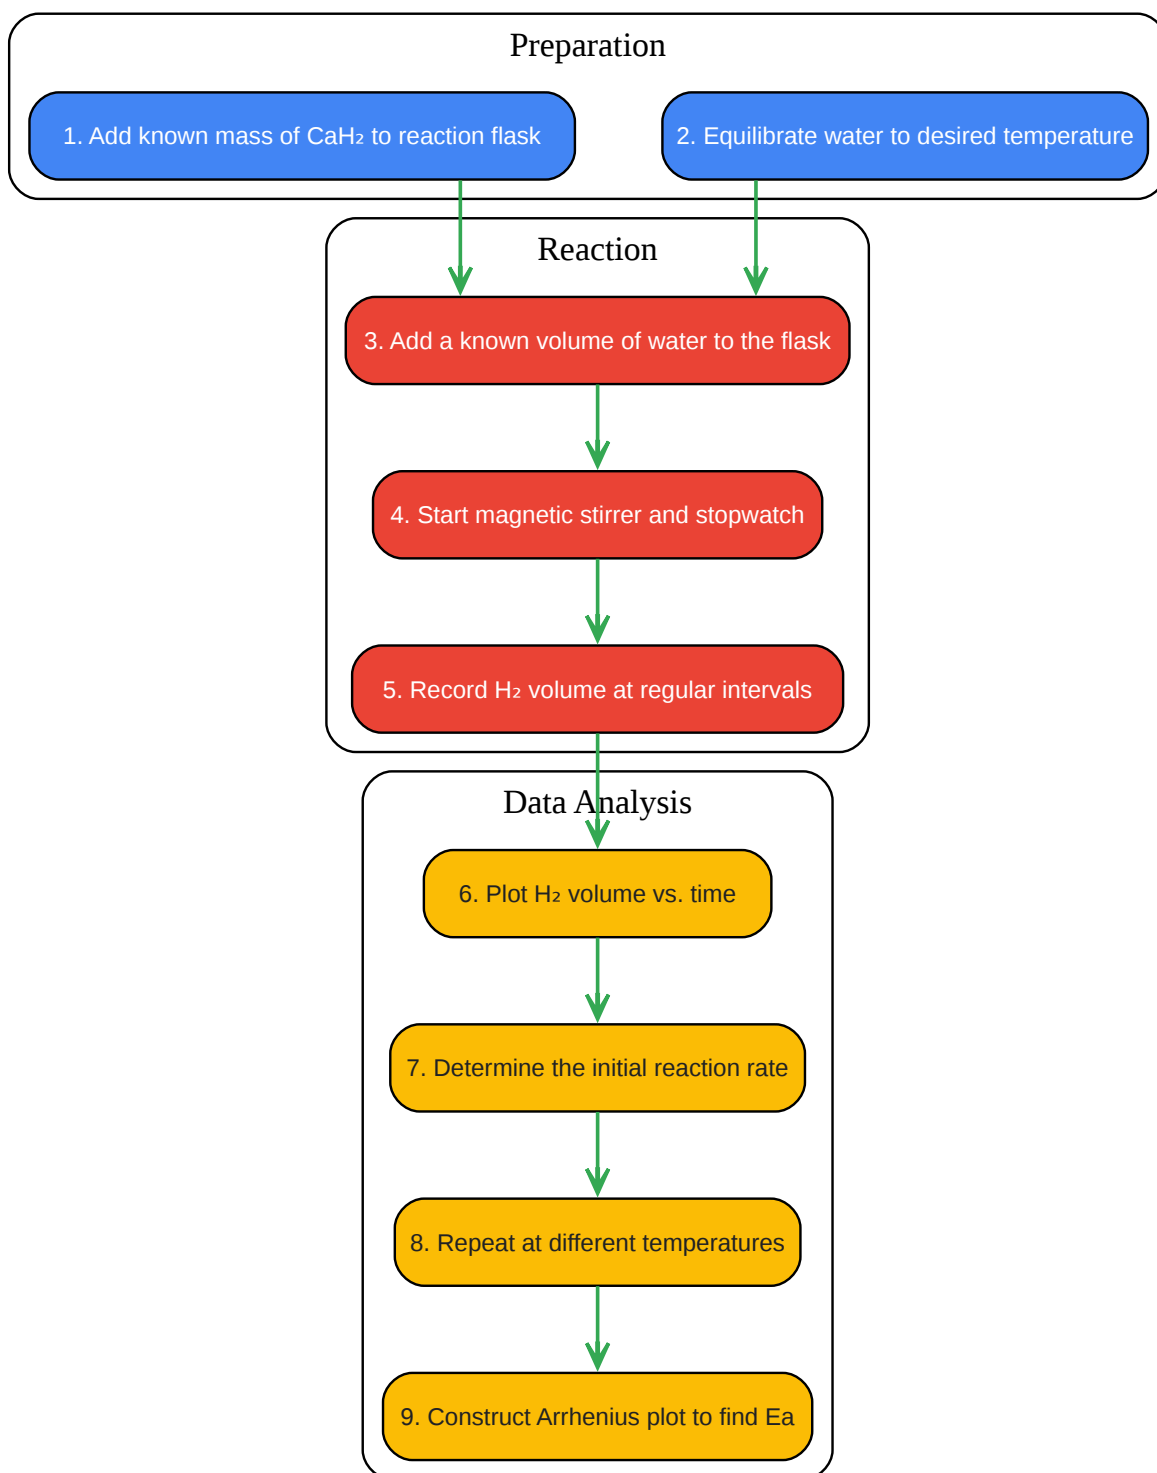 Preparation
1. Add known mass of CaH₂ to reaction flask
2. Equilibrate water to desired temperature
Reaction
3. Add a known volume of water to the flask
4. Start magnetic stirrer and stopwatch
5. Record H₂ volume at regular intervals
Data Analysis
6. Plot H₂ volume vs. time
7. Determine the initial reaction rate
8. Repeat at different temperatures
9. Construct Arrhenius plot to find Ea